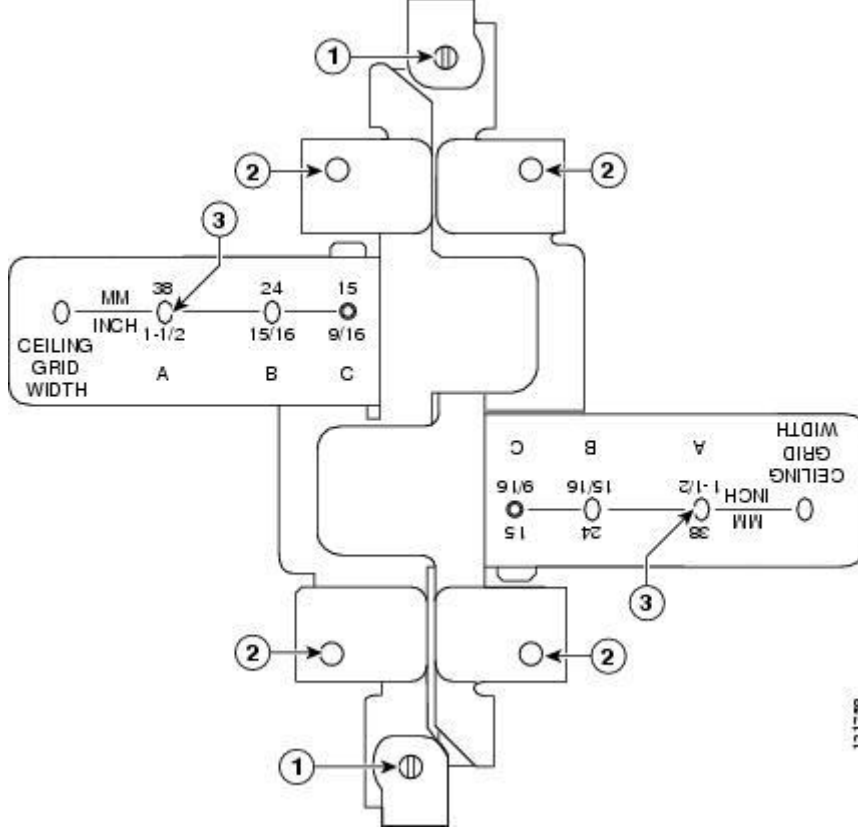 1
2
2
3
38 24 15
MM
INCH
1-1/2 15/16 9/16
CEILING
GRID
WIDTH
A B C
CEILING
GRID
WIDTH
A B C
1-1/2 15/16 9/16
INCH
MM
38 24 15
3
2
2
1